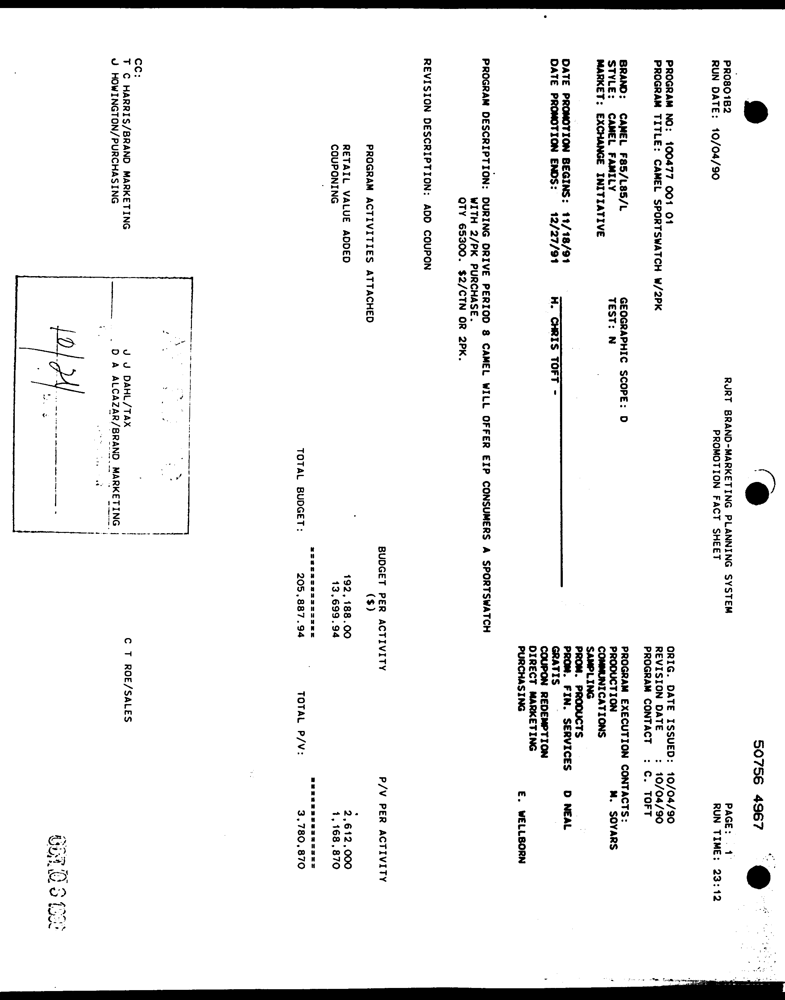 50756 4967
PR0801B2 RJRT BRAND-MARKETING PLANNING SYSTEM PAGE: 1
RUN DATE: 10/04/90 PROMOTION FACT SHEET RUN TIME: 23:12
PROGRAM NO: 100477 001 01 ORIG. DATE ISSUED: 10/04/90
PROGRAM TITLE: CAMEL SPORTSWATCH W/2PK REVISION DATE : 10/04/90
PROGRAM CONTACT : C. TOFT
BRAND: CAMEL F85/L85/L GEOGRAPHIC SCOPE: D PROGRAM EXECUTION CONTACTS:
STYLE: CAMEL FAMILY TEST: N PRODUCTION M. SOYARS
MARKET: EXCHANGE INITIATIVE COMMUNICATIONS
SAMPLING
PROM. PRODUCTS
DATE PROMOTION BEGINS: 11/18/91 PROM. FIN. SERVICES D NEAL
DATE PROMOTION ENDS: 12/27/91 H. CHRIS TOFT - GRATIS
COUPON REDEMPTION
DIRECT MARKETING
PURCHASING E. WELLBORN
PROGRAM DESCRIPTION: DURING DRIVE PERIOD 8 CAMEL WILL OFFER EIP CONSUMERS A SPORTSWATCH
WITH 2/PK PURCHASE.
QTY 65300. $2/CTN OR 2PK.
REVISION DESCRIPTION: ADD COUPON
PROGRAM ACTIVITIES ATTACHED BUDGET PER ACTIVITY P/V PER ACTIVITY
($)
RETAIL VALUE ADDED 192,188.00 2,612,000
COUPONING 13,699.94 1,168,870
TOTAL BUDGET: 205,887.94 TOTAL P/V: 3,780,870
CC:
T C HARRIS/BRAND MARKETING J J DAHL/TAX C T ROE/SALES
J HOWINGTON/PURCHASING D A ALCAZAR/BRAND MARKETING
10/24